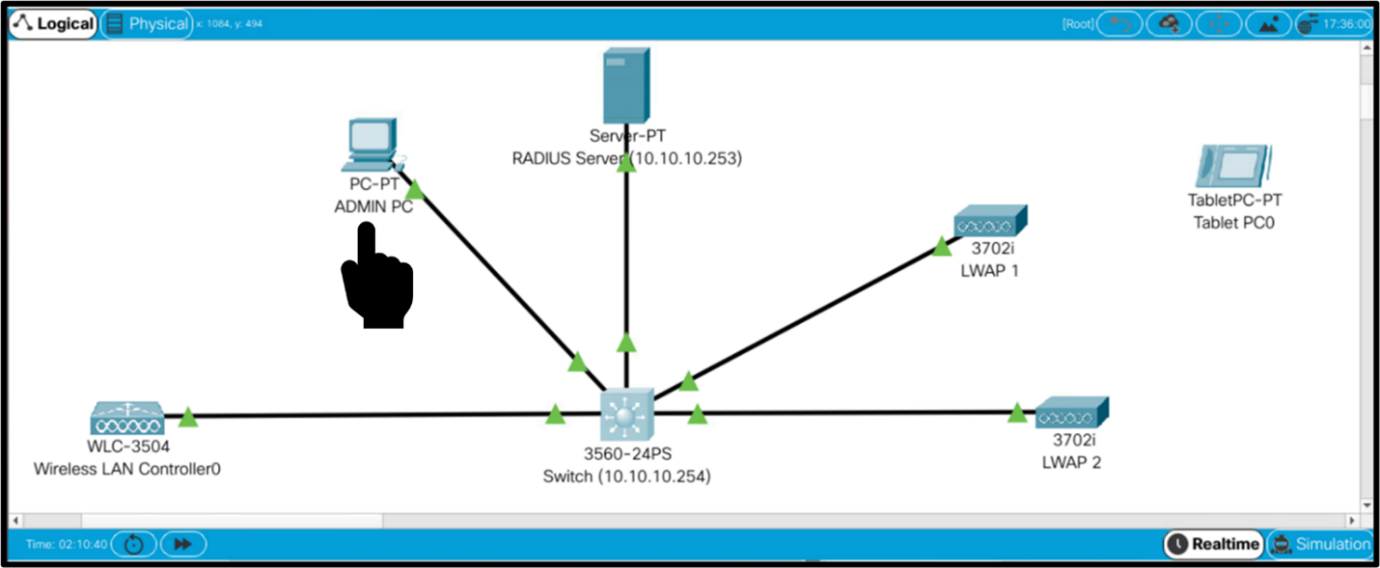 Logical Physical x: 1084, y: 494 [Root] 17:36:00
Server-PT
RADIUS Server (10.10.10.253)
PC-PT
ADMIN PC
TabletPC-PT
Tablet PC0
3702i
LWAP 1
WLC-3504
Wireless LAN Controller0
3560-24PS
Switch (10.10.10.254)
3702i
LWAP 2
Time: 02:10:40 Realtime Simulation